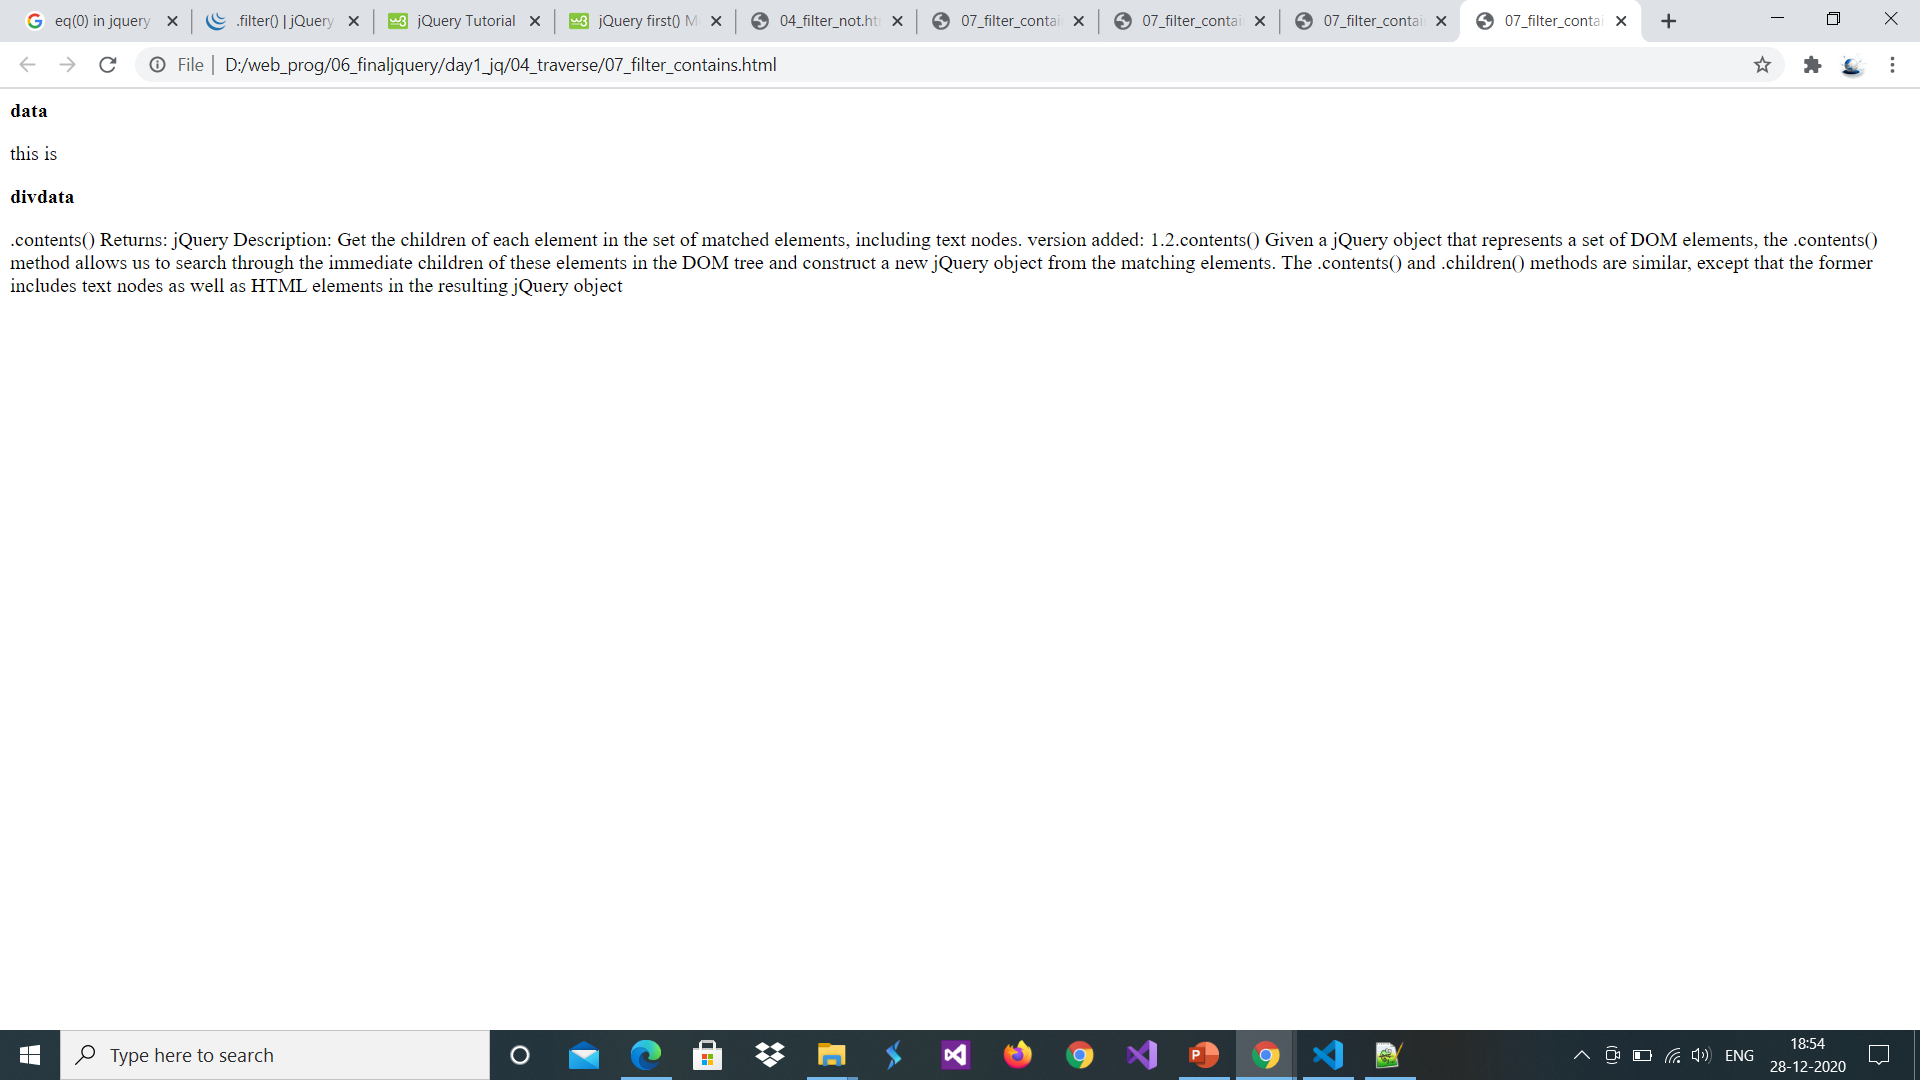 eq(0) in jquery
.filter() | jQuery
jQuery Tutorial
jQuery first() M
04_filter_not.ht
07_filter_contai
07_filter_contai
07_filter_contai
07_filter_contai
File
D:/web_prog/06_finaljquery/day1_jq/04_traverse/07_filter_contains.html
data
this is
divdata
.contents() Returns: jQuery Description: Get the children of each element in the set of matched elements, including text nodes. version added: 1.2.contents() Given a jQuery object that represents a set of DOM elements, the .contents()
method allows us to search through the immediate children of these elements in the DOM tree and construct a new jQuery object from the matching elements. The .contents() and .children() methods are similar, except that the former
includes text nodes as well as HTML elements in the resulting jQuery object
Type here to search
ENG
18:54
28-12-2020